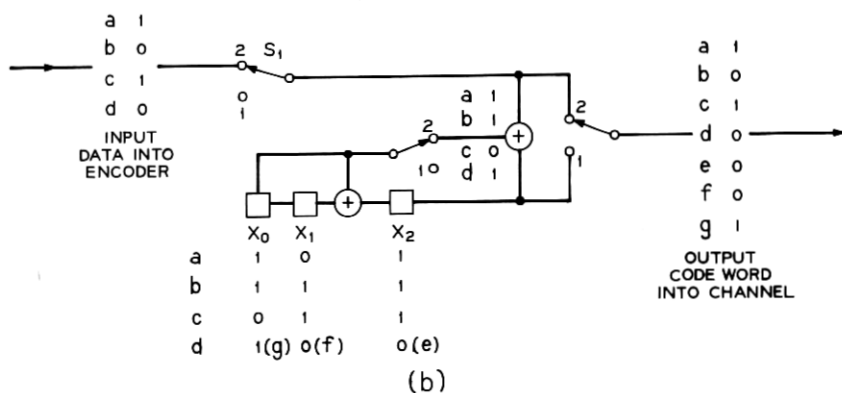 a 1
b 0
c 1
d 0
INPUT
DATA INTO
ENCODER
2 S1
1
a 1
b 1
2
c 0
1 d 1
2
1
X0 X1 X2
a 1 0 1
b 1 1 1
c 0 1 1
d 1(g) 0(f) 0(e)
a 1
b 0
c 1
d 0
e 0
f 0
g 1
OUTPUT
CODE WORD
INTO CHANNEL
(b)